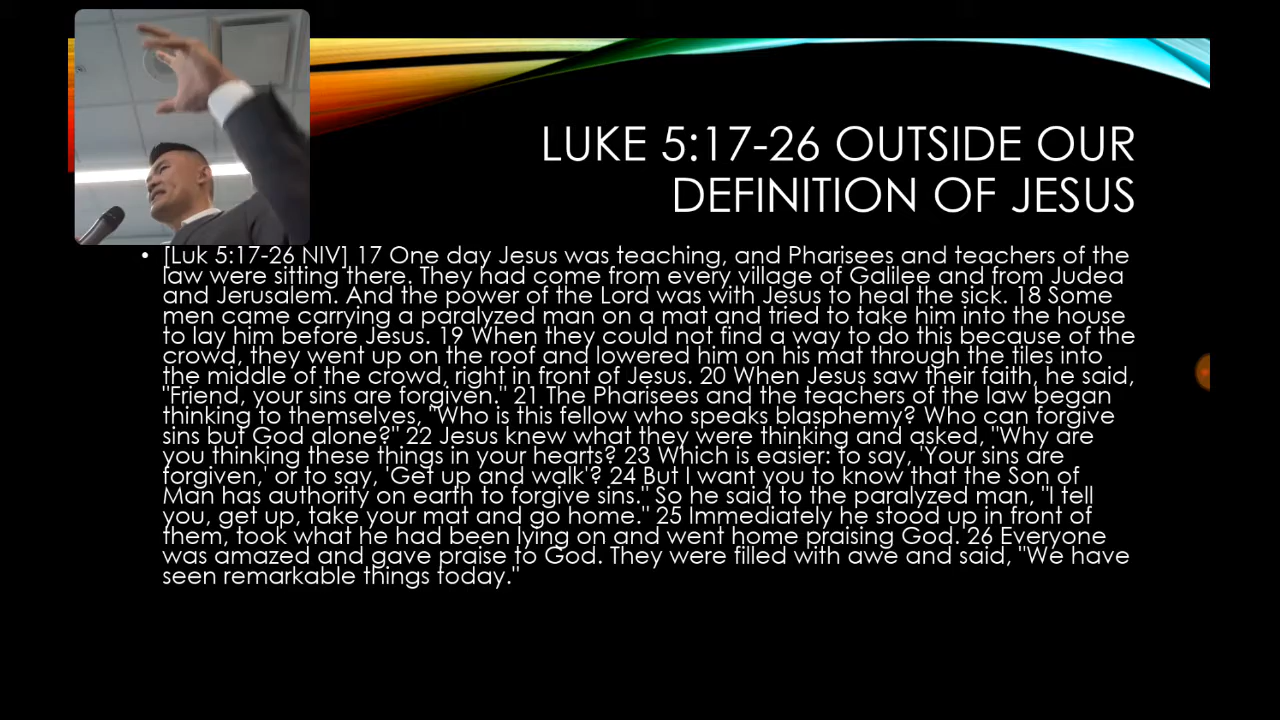 LUKE 5:17-26 OUTSIDE OUR
DEFINITION OF JESUS
• [Luk 5:17-26 NIV] 17 One day Jesus was teaching, and Pharisees and teachers of the
law were sitting there. They had come from every village of Galilee and from Judea
and Jerusalem. And the power of the Lord was with Jesus to heal the sick. 18 Some
men came carrying a paralyzed man on a mat and tried to take him into the house
to lay him before Jesus. 19 When they could not find a way to do this because of the
crowd, they went up on the roof and lowered him on his mat through the tiles into
the middle of the crowd, right in front of Jesus. 20 When Jesus saw their faith, he said,
"Friend, your sins are forgiven." 21 The Pharisees and the teachers of the law began
thinking to themselves, "Who is this fellow who speaks blasphemy? Who can forgive
sins but God alone?" 22 Jesus knew what they were thinking and asked, "Why are
you thinking these things in your hearts? 23 Which is easier: to say, 'Your sins are
forgiven,' or to say, 'Get up and walk'? 24 But I want you to know that the Son of
Man has authority on earth to forgive sins." So he said to the paralyzed man, "I tell
you, get up, take your mat and go home." 25 Immediately he stood up in front of
them, took what he had been lying on and went home praising God. 26 Everyone
was amazed and gave praise to God. They were filled with awe and said, "We have
seen remarkable things today."